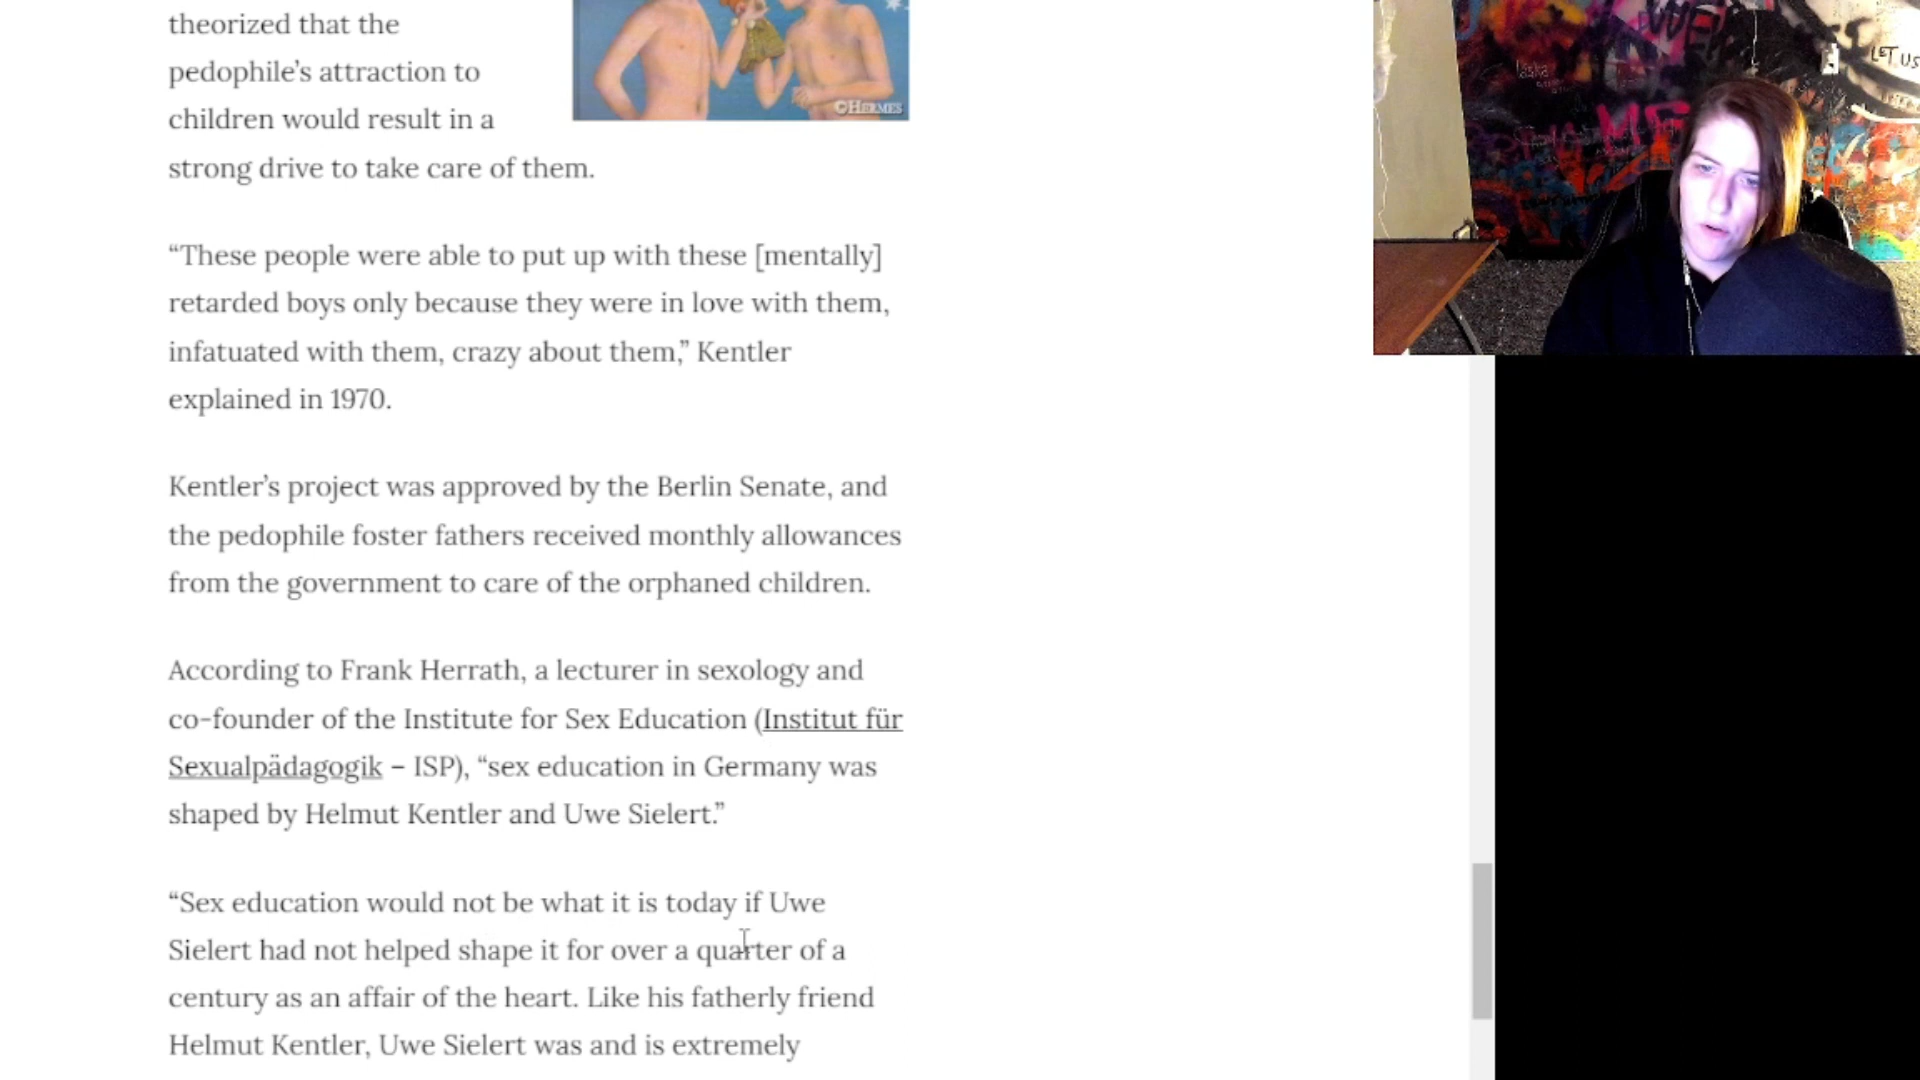 theorized that the
pedophile's attraction to
children would result in a
strong drive to take care of them.
©HERMES
LET US
"These people were able to put up with these [mentally]
retarded boys only because they were in love with them,
infatuated with them, crazy about them," Kentler
explained in 1970.
Kentler's project was approved by the Berlin Senate, and
the pedophile foster fathers received monthly allowances
from the government to care of the orphaned children.
According to Frank Herrath, a lecturer in sexology and
co-founder of the Institute for Sex Education (Institut für
Sexualpädagogik – ISP), "sex education in Germany was
shaped by Helmut Kentler and Uwe Sielert."
"Sex education would not be what it is today if Uwe
Sielert had not helped shape it for over a quarter of a
century as an affair of the heart. Like his fatherly friend
Helmut Kentler, Uwe Sielert was and is extremely